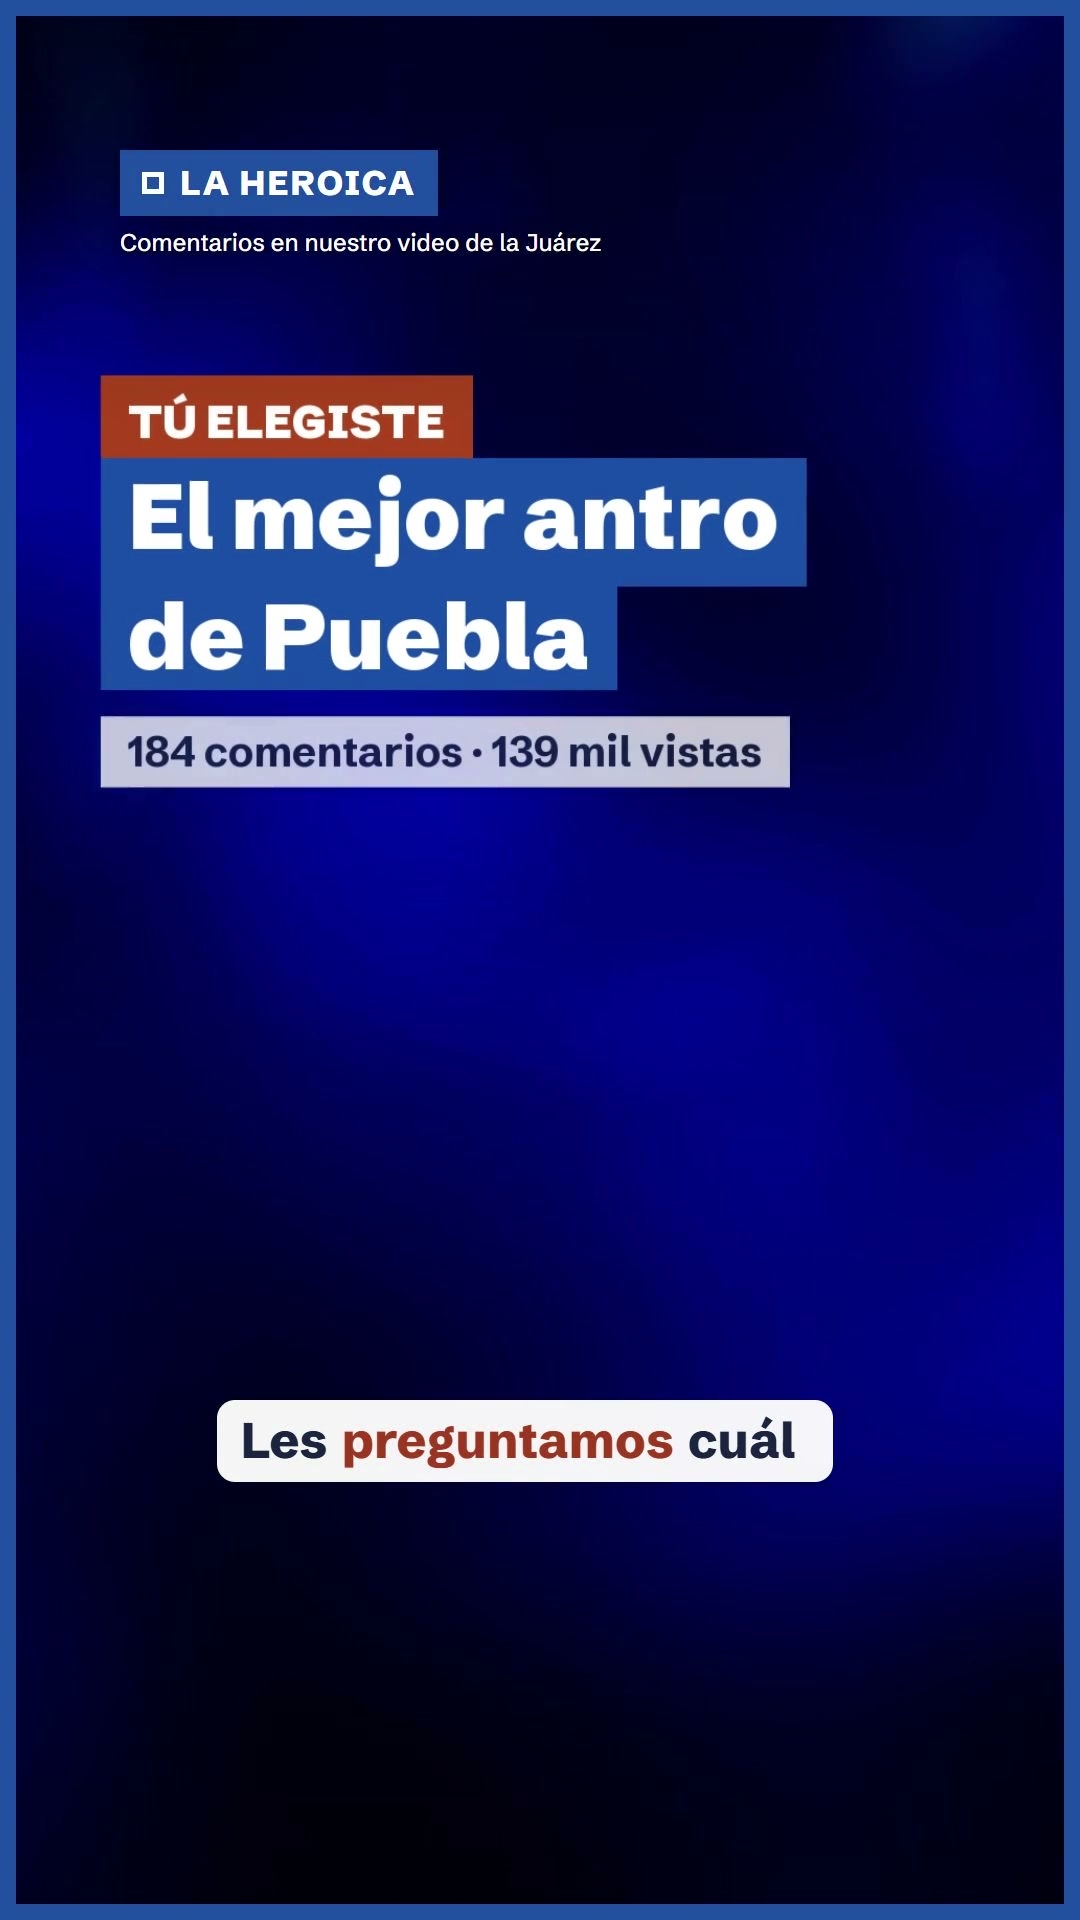 LA HEROICA
Comentarios en nuestro video de la Juárez
TÚ ELEGISTE
El mejor antro
de Puebla
184 comentarios · 139 mil vistas
Les preguntamos cuál